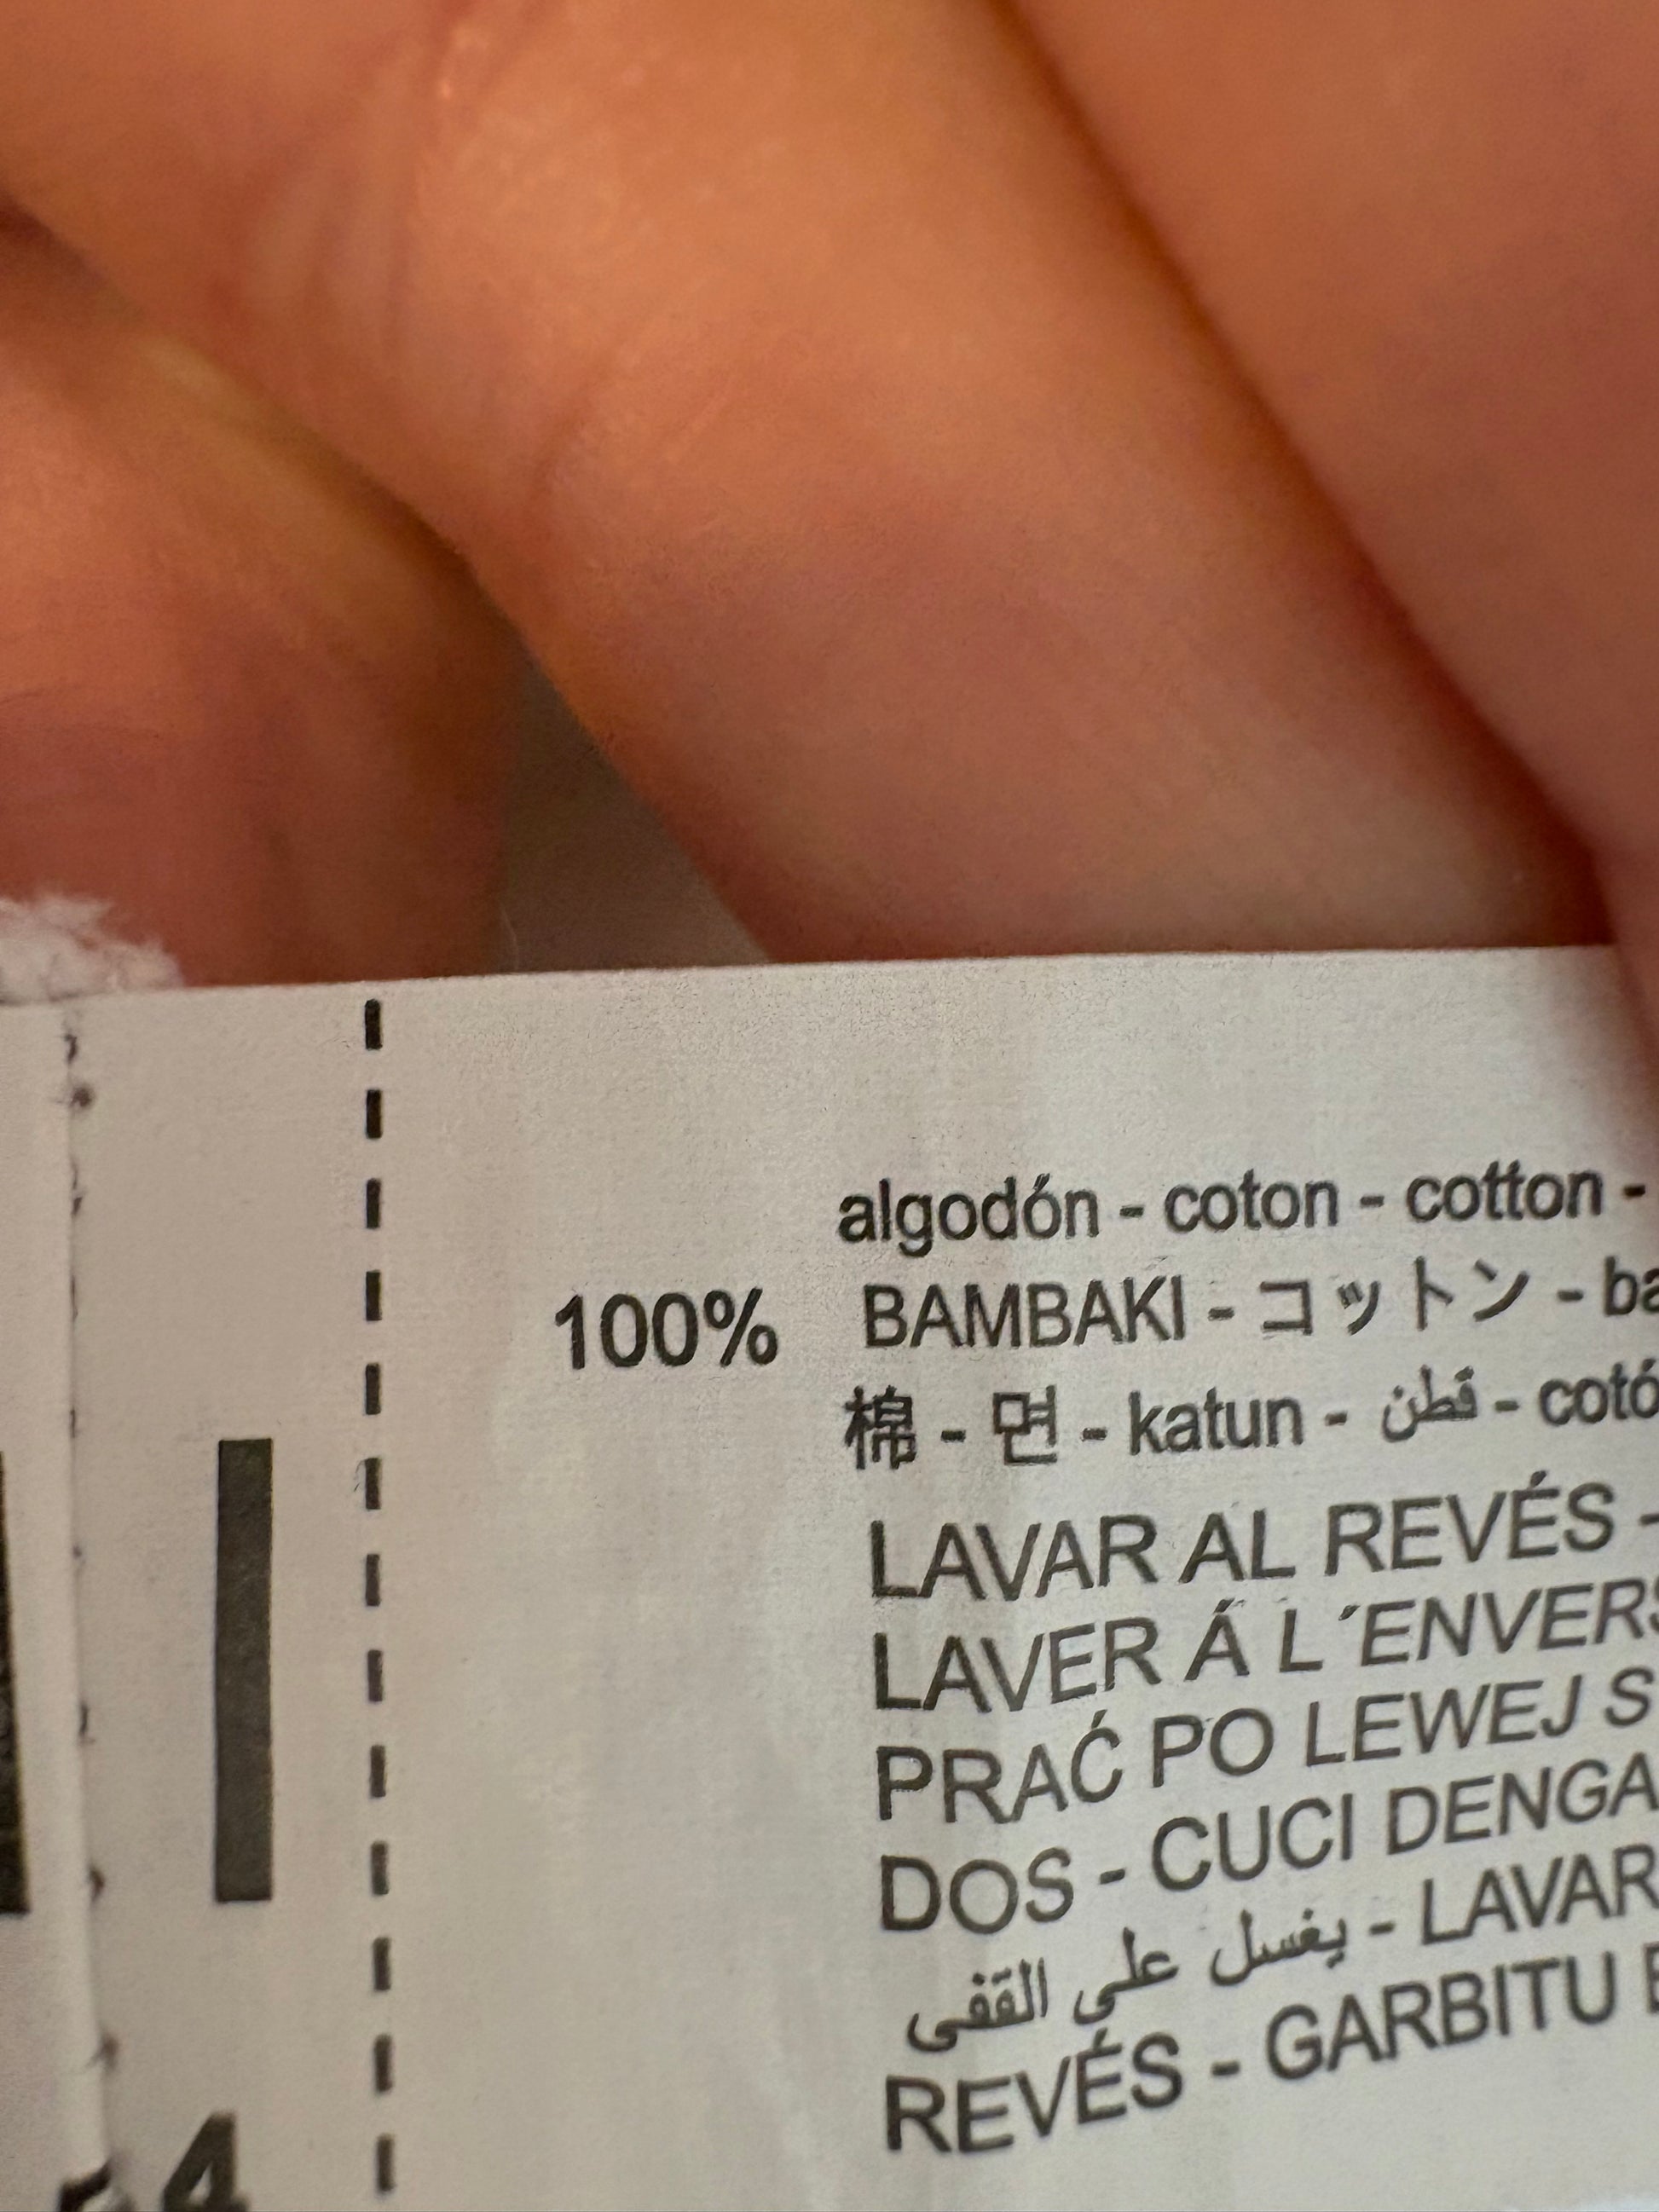 algodón - coton - cotton -
100% BAMBAKI - コットン - ba
棉 - 면 - katun - قطن - cotó
LAVAR AL REVÉS -
LAVER Á L´ENVERS
PRAĆ PO LEWEJ S
DOS - CUCI DENGA
يغسل على القفى - LAVAR
REVÉS - GARBITU E
4